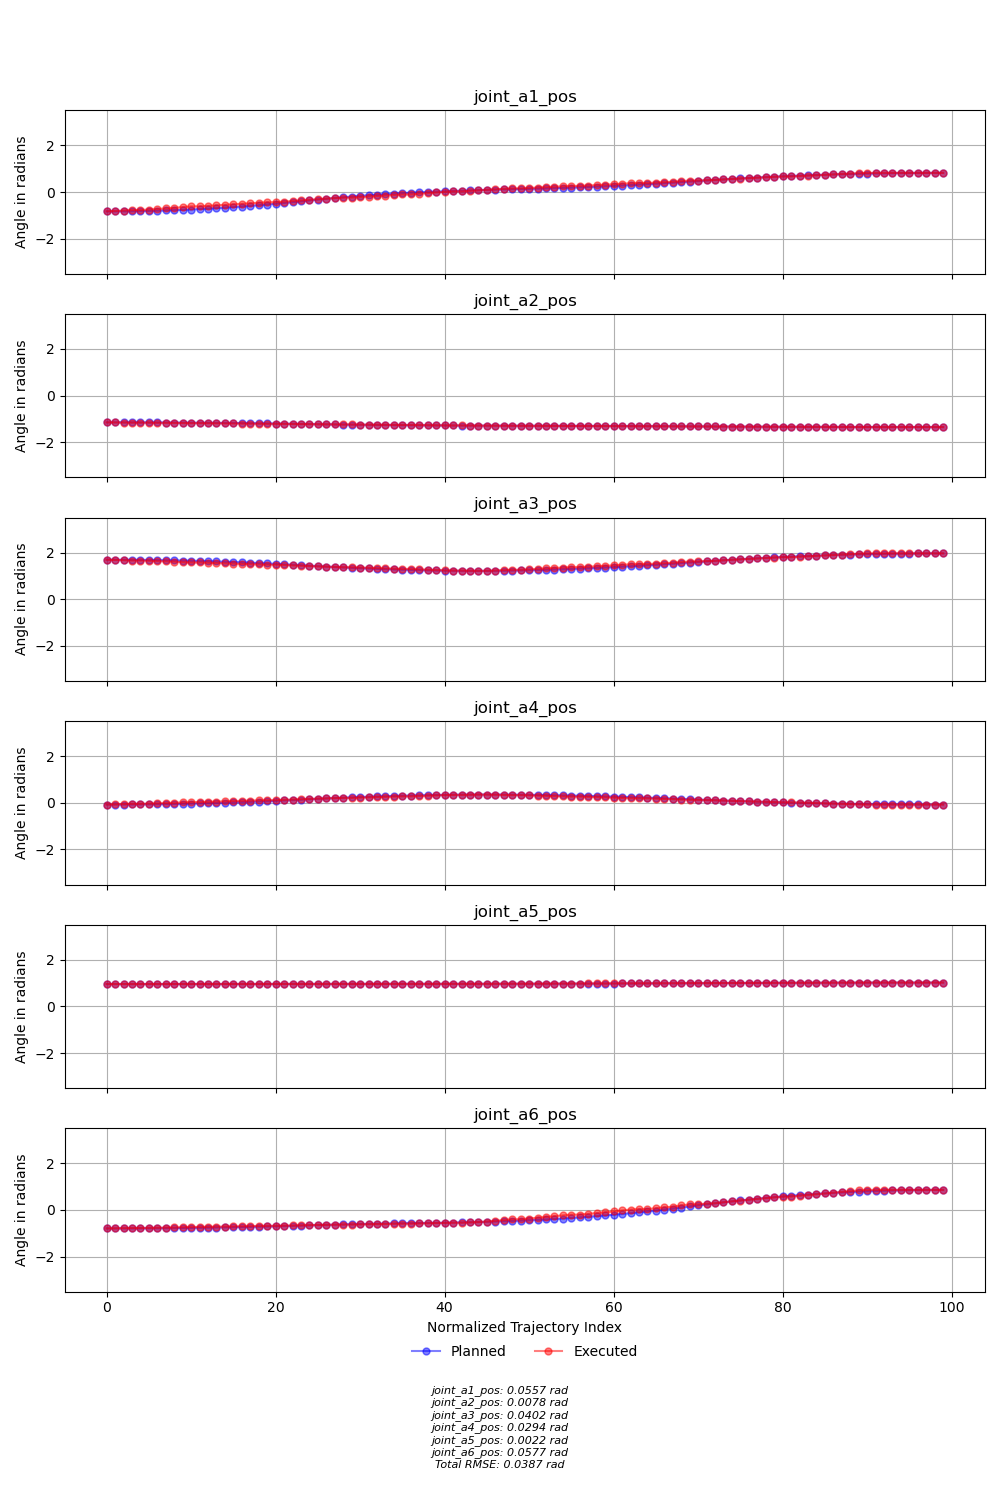 joint_a1_pos
Angle in radians
2
0
−2
joint_a2_pos
Angle in radians
2
0
−2
joint_a3_pos
Angle in radians
2
0
−2
joint_a4_pos
Angle in radians
2
0
−2
joint_a5_pos
Angle in radians
2
0
−2
joint_a6_pos
Angle in radians
2
0
−2
0 20 40 60 80 100
Normalized Trajectory Index
Planned Executed
joint_a1_pos: 0.0557 rad
joint_a2_pos: 0.0078 rad
joint_a3_pos: 0.0402 rad
joint_a4_pos: 0.0294 rad
joint_a5_pos: 0.0022 rad
joint_a6_pos: 0.0577 rad
Total RMSE: 0.0387 rad